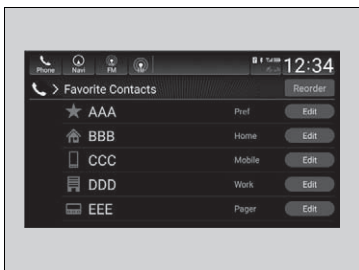 Phone Navi FM 12:34
> Favorite Contacts Reorder
AAA Pref Edit
BBB Home Edit
CCC Mobile Edit
DDD Work Edit
EEE Pager Edit